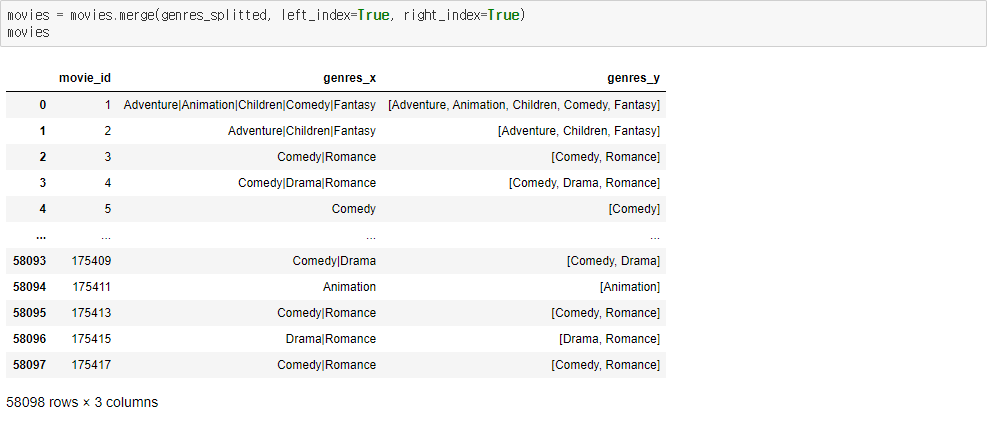 movies = movies.merge(genres_splitted, left_index=True, right_index=True)
movies
movie_id genres_x genres_y
0 1 Adventure|Animation|Children|Comedy|Fantasy [Adventure, Animation, Children, Comedy, Fantasy]
1 2 Adventure|Children|Fantasy [Adventure, Children, Fantasy]
2 3 Comedy|Romance [Comedy, Romance]
3 4 Comedy|Drama|Romance [Comedy, Drama, Romance]
4 5 Comedy [Comedy]
... ... ... ...
58093 175409 Comedy|Drama [Comedy, Drama]
58094 175411 Animation [Animation]
58095 175413 Comedy|Romance [Comedy, Romance]
58096 175415 Drama|Romance [Drama, Romance]
58097 175417 Comedy|Romance [Comedy, Romance]
58098 rows × 3 columns